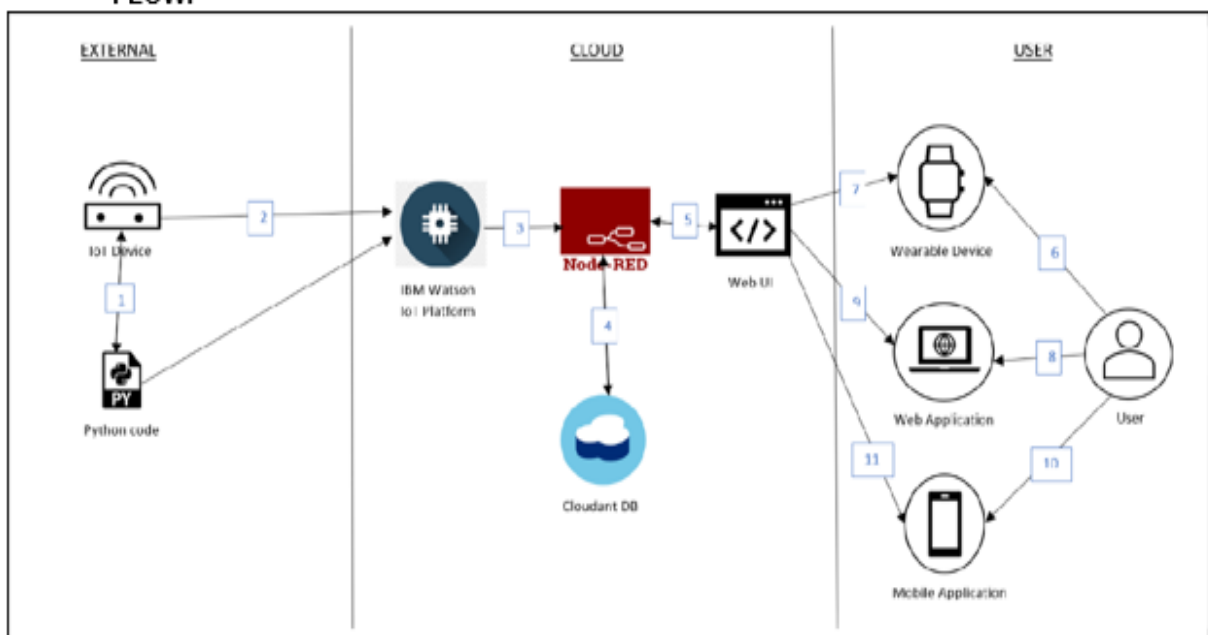 FLOW:
EXTERNAL
CLOUD
USER
IoT Device
1
2
PY
Python code
IBM Watson
IoT Platform
3
Node-RED
4
Cloudant DB
5
</>
Web UI
7
9
11
Wearable Device
6
Web Application
8
User
10
Mobile Application